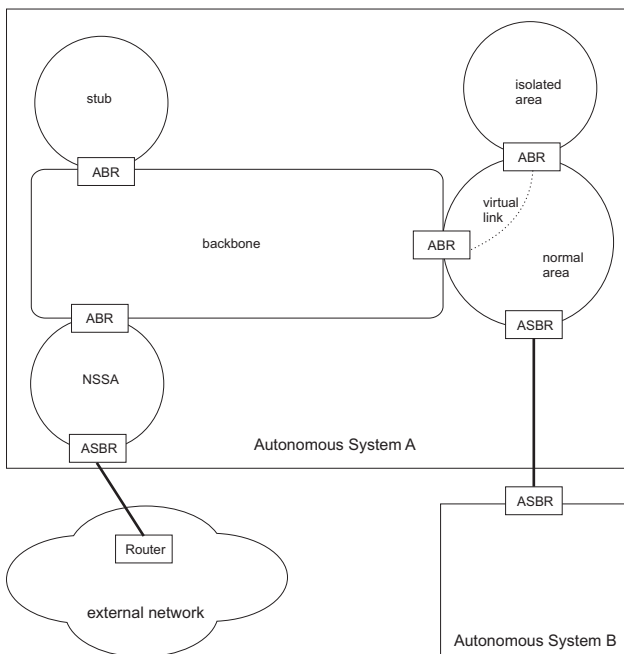 stub
isolated
area
ABR
ABR
virtual
link
backbone
ABR
normal
area
ABR
ASBR
NSSA
ASBR
Autonomous System A
ASBR
Router
external network
Autonomous System B